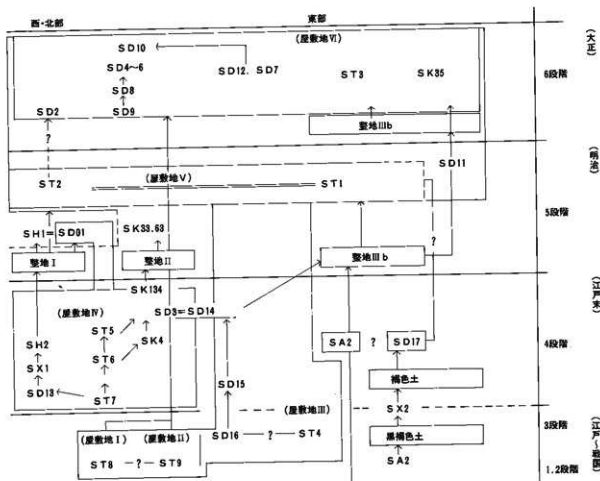 西・北部 東部
(屋敷地Ⅵ)
(大正)
SD10
SD4～6 SD12. SD7 ST3 SK35 6段階
SD8
SD2 SD9
整地Ⅲb
?
SD11
(明治)
(屋敷地Ⅴ)
ST2 ST1
5段階
SH1= SD01 SK33.63 ?
整地Ⅰ 整地Ⅱ 整地Ⅲb
SK134
(江戸末)
(屋敷地Ⅳ) SD3=SD14
ST5
SH2 SK4 SA2 ? SD17 4段階
ST6
SX1 褐色土
SD13 ST7 SD15
(屋敷地Ⅲ) SX2 3段階
(屋敷地Ⅰ) (屋敷地Ⅱ) SD16 ? ST4 黒褐色土
ST8 ? ST9 SA2
(江戸～戦国)
1.2段階